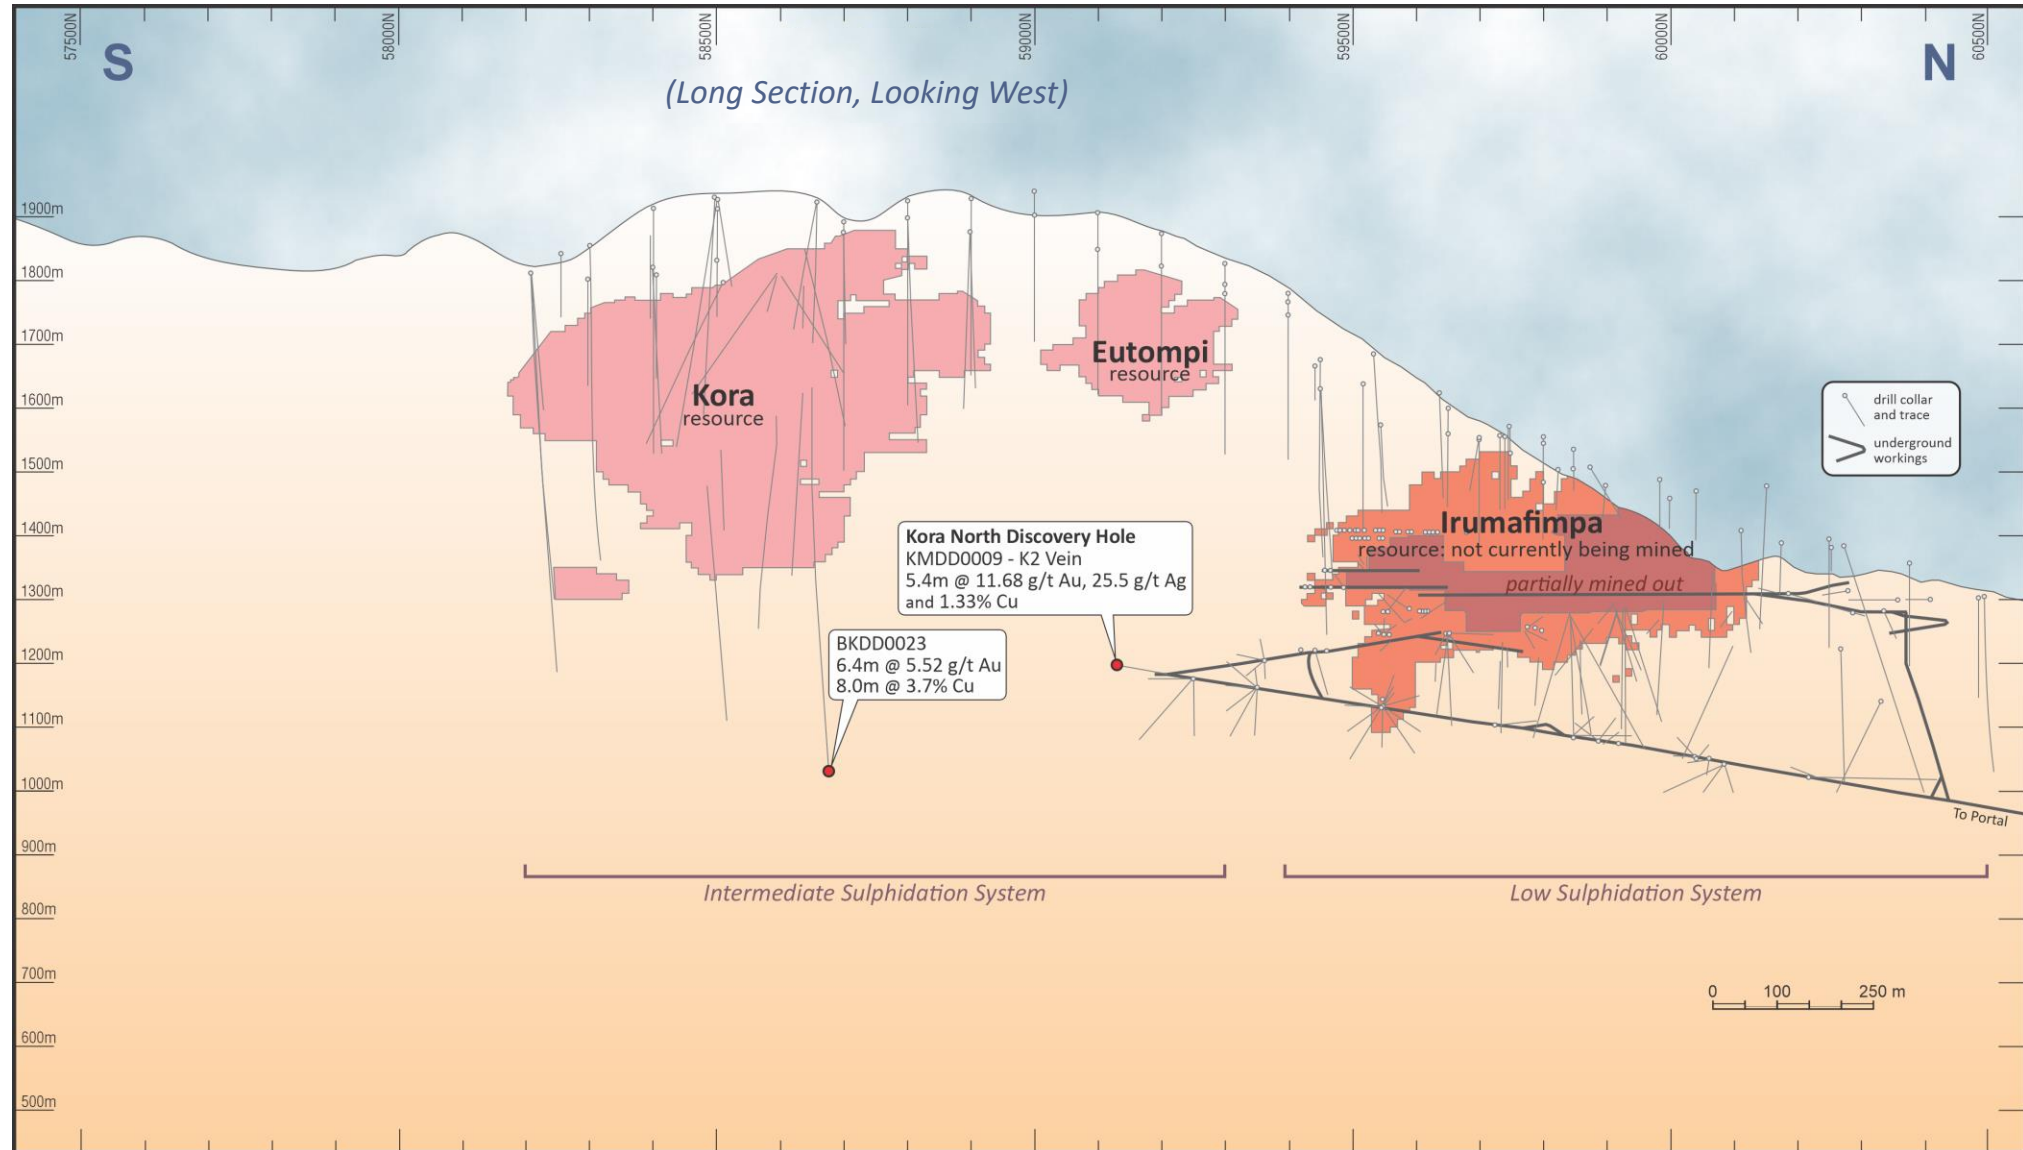 57500N
58000N
58500N
59000N
59500N
60000N
60500N
S
N
(Long Section, Looking West)
1900m
1800m
1700m
1600m
1500m
1400m
1300m
1200m
1100m
1000m
900m
800m
700m
600m
500m
Kora
resource
Eutompi
resource
drill collar
and trace
underground
workings
Irumafimpa
resource: not currently being mined
partially mined out
Kora North Discovery Hole
KMDD0009 - K2 Vein
5.4m @ 11.68 g/t Au, 25.5 g/t Ag
and 1.33% Cu
BKDD0023
6.4m @ 5.52 g/t Au
8.0m @ 3.7% Cu
To Portal
Intermediate Sulphidation System
Low Sulphidation System
0 100 250 m